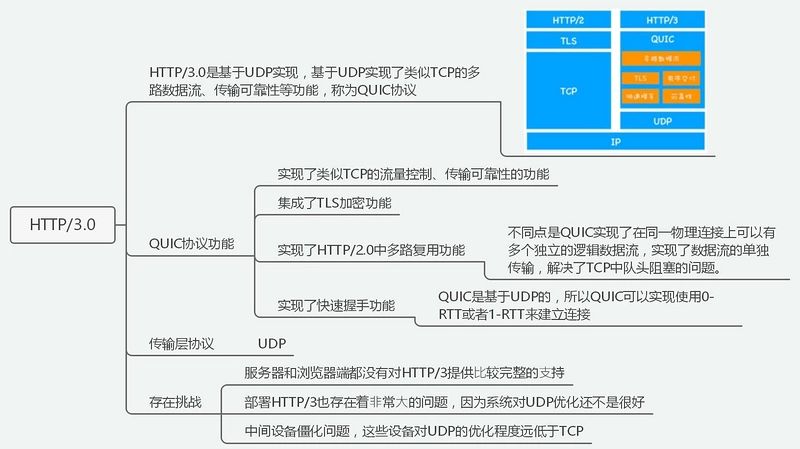 HTTP/2
HTTP/3
TLS
QUIC
多路数据流
TLS
有序交付
快速握手
可靠性
TCP
UDP
IP
HTTP/3.0是基于UDP实现，基于UDP实现了类似TCP的多
路数据流、传输可靠性等功能，称为QUIC协议
HTTP/3.0
QUIC协议功能
实现了类似TCP的流量控制、传输可靠性的功能
集成了TLS加密功能
实现了HTTP/2.0中多路复用功能
不同点是QUIC实现了在同一物理连接上可以有
多个独立的逻辑数据流，实现了数据流的单独
传输，解决了TCP中队头阻塞的问题。
实现了快速握手功能
QUIC是基于UDP的，所以QUIC可以实现使用0-
RTT或者1-RTT来建立连接
传输层协议
UDP
存在挑战
服务器和浏览器端都没有对HTTP/3提供比较完整的支持
部署HTTP/3也存在着非常大的问题，因为系统对UDP优化还不是很好
中间设备僵化问题，这些设备对UDP的优化程度远低于TCP